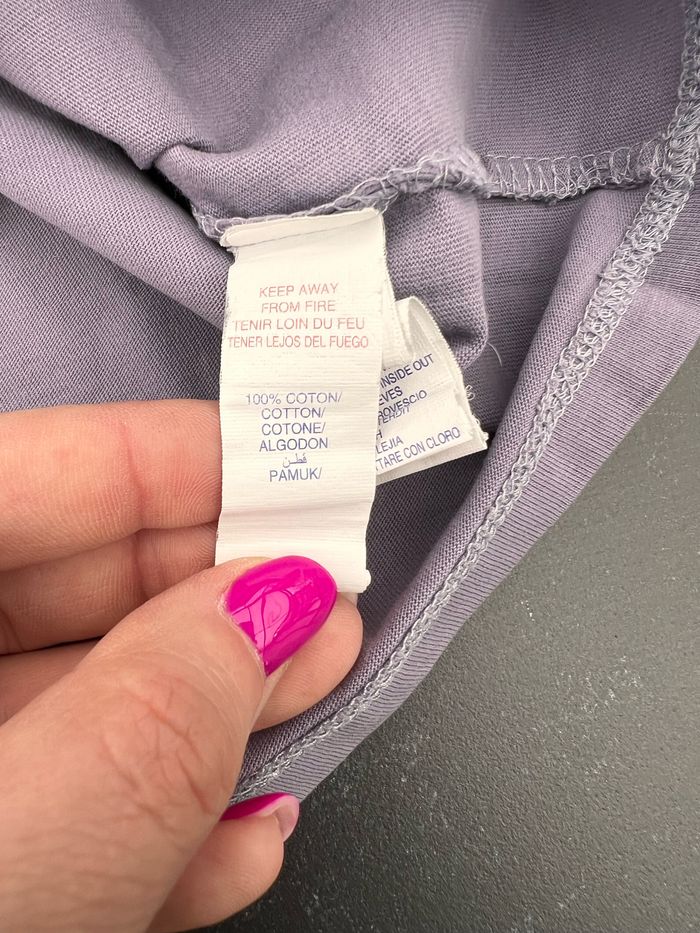 KEEP AWAY
FROM FIRE
TENIR LOIN DU FEU
TENER LEJOS DEL FUEGO
100% COTON/
COTTON/
COTONE/
ALGODON
قطن
PAMUK/
INSIDE OUT
EVES
ROVESCIO
H
LEJIA
TTARE CON CLORO